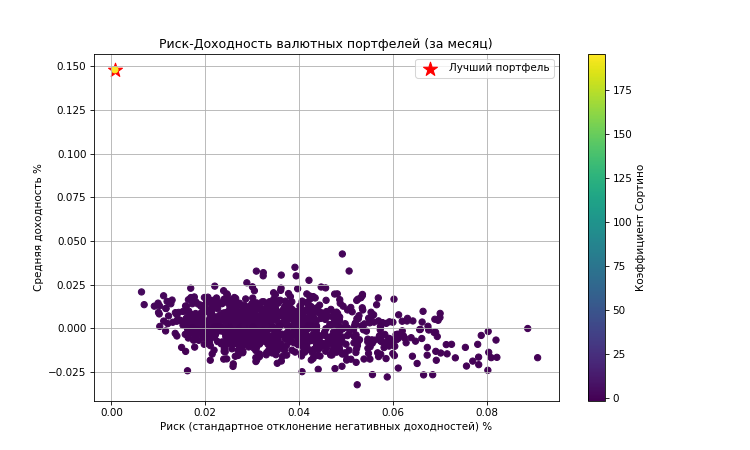 Риск-Доходность валютных портфелей (за месяц)
Лучший портфель
0.150
0.125
0.100
0.075
0.050
0.025
0.000
−0.025
Средняя доходность %
0.00 0.02 0.04 0.06 0.08
Риск (стандартное отклонение негативных доходностей) %
175
150
125
100
75
50
25
0
Коэффициент Сортино